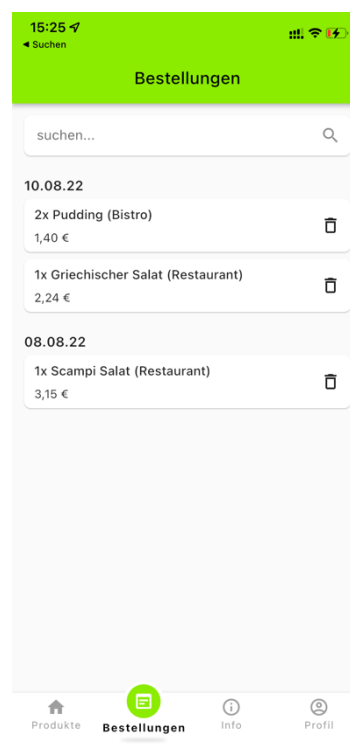 15:25
◄ Suchen
Bestellungen
suchen...
10.08.22
2x Pudding (Bistro)
1,40 €
1x Griechischer Salat (Restaurant)
2,24 €
08.08.22
1x Scampi Salat (Restaurant)
3,15 €
Produkte Bestellungen Info Profil